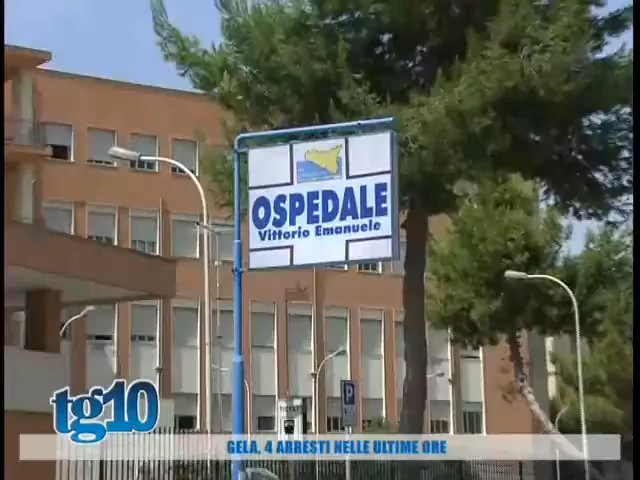 OSPEDALE
Vittorio Emanuele
P
tg10
GELA, 4 ARRESTI NELLE ULTIME ORE